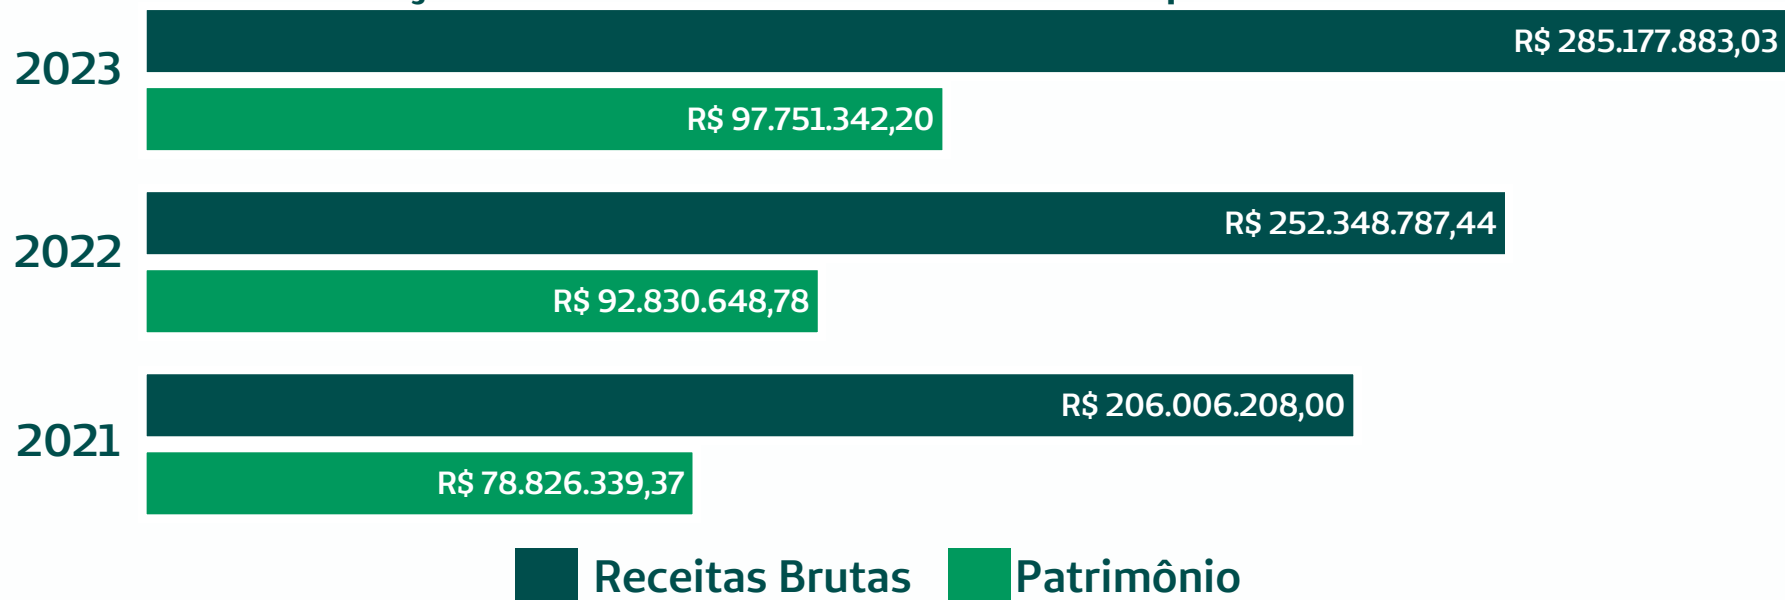 2023
R$ 285.177.883,03
R$ 97.751.342,20
2022
R$ 252.348.787,44
R$ 92.830.648,78
2021
R$ 206.006.208,00
R$ 78.826.339,37
Receitas Brutas Patrimônio